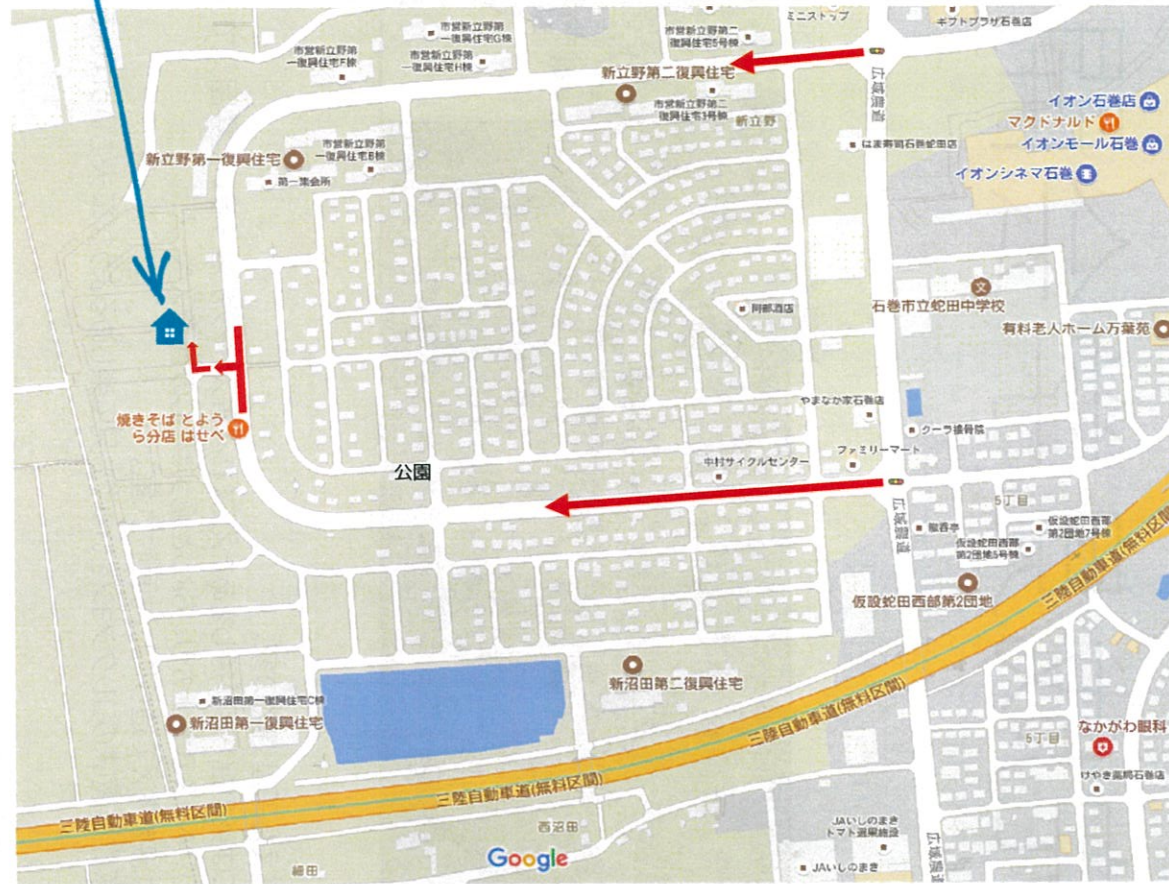 ミニストップ
ギフトプラザ石巻店
市営新立野第
一復興住宅G棟
市営新立野第二
復興住宅5号棟
市営新立野第
一復興住宅F棟
市営新立野第
一復興住宅H棟
新立野第二復興住宅
市営新立野第二
復興住宅3号棟
新立野
広域農道
イオン石巻店
マクドナルド
イオンモール石巻
イオンシネマ石巻
はま寿司石巻蛇田店
市営新立野第
一復興住宅B棟
新立野第一復興住宅
第一集会所
阿部酒店
石巻市立蛇田中学校
有料老人ホーム万葉苑
焼きそば とよう
ら分店 はせべ
やまなか家石巻店
クーラ接骨院
公園
中村サイクルセンター
ファミリーマート
広域農道
5丁目
仮設蛇田西部
第2団地7号棟
仮設蛇田西部
第2団地5号棟
仮設蛇田西部第2団地
三陸自動車道(無料区間)
新沼田第二復興住宅
新沼田第一復興住宅C棟
新沼田第一復興住宅
三陸自動車道(無料区間)
5丁目
なかがわ眼科
けやき薬局石巻店
三陸自動車道(無料区間)
三陸自動車道(無料区間)
西沼田
JAいしのまき
トマト選果施設
広域農道
Google
細田
JAいしのまき